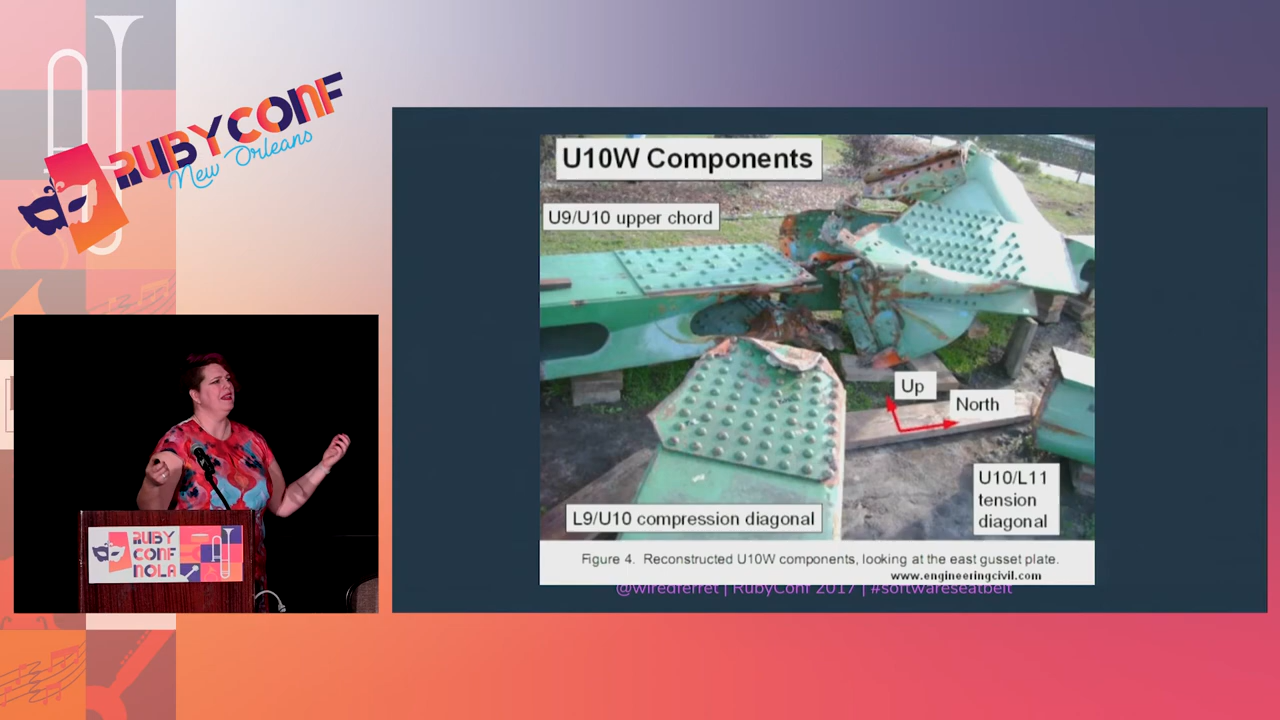 RUBYCONF
New Orleans
U10W Components
U9/U10 upper chord
Up
North
U10/L11
tension
diagonal
L9/U10 compression diagonal
Figure 4. Reconstructed U10W components, looking at the east gusset plate.
www.engineeringcivil.com
@wiredferret | RubyConf 2017 | #softwareseatbelt
RUBY
CONF
NOLA